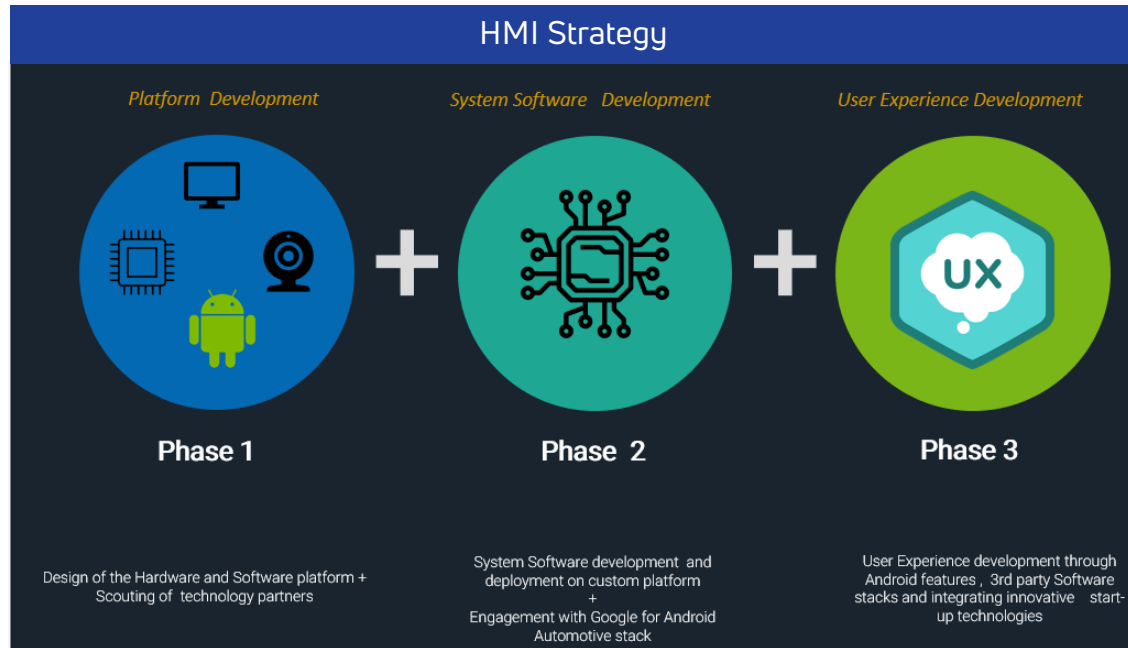 HMI Strategy
Platform Development
System Software Development
User Experience Development
UX
Phase 1
Phase 2
Phase 3
Design of the Hardware and Software platform +
Scouting of technology partners
System Software development and
deployment on custom platform
+
Engagement with Google for Android
Automotive stack
User Experience development through
Android features , 3rd party Software
stacks and integrating innovative start-
up technologies